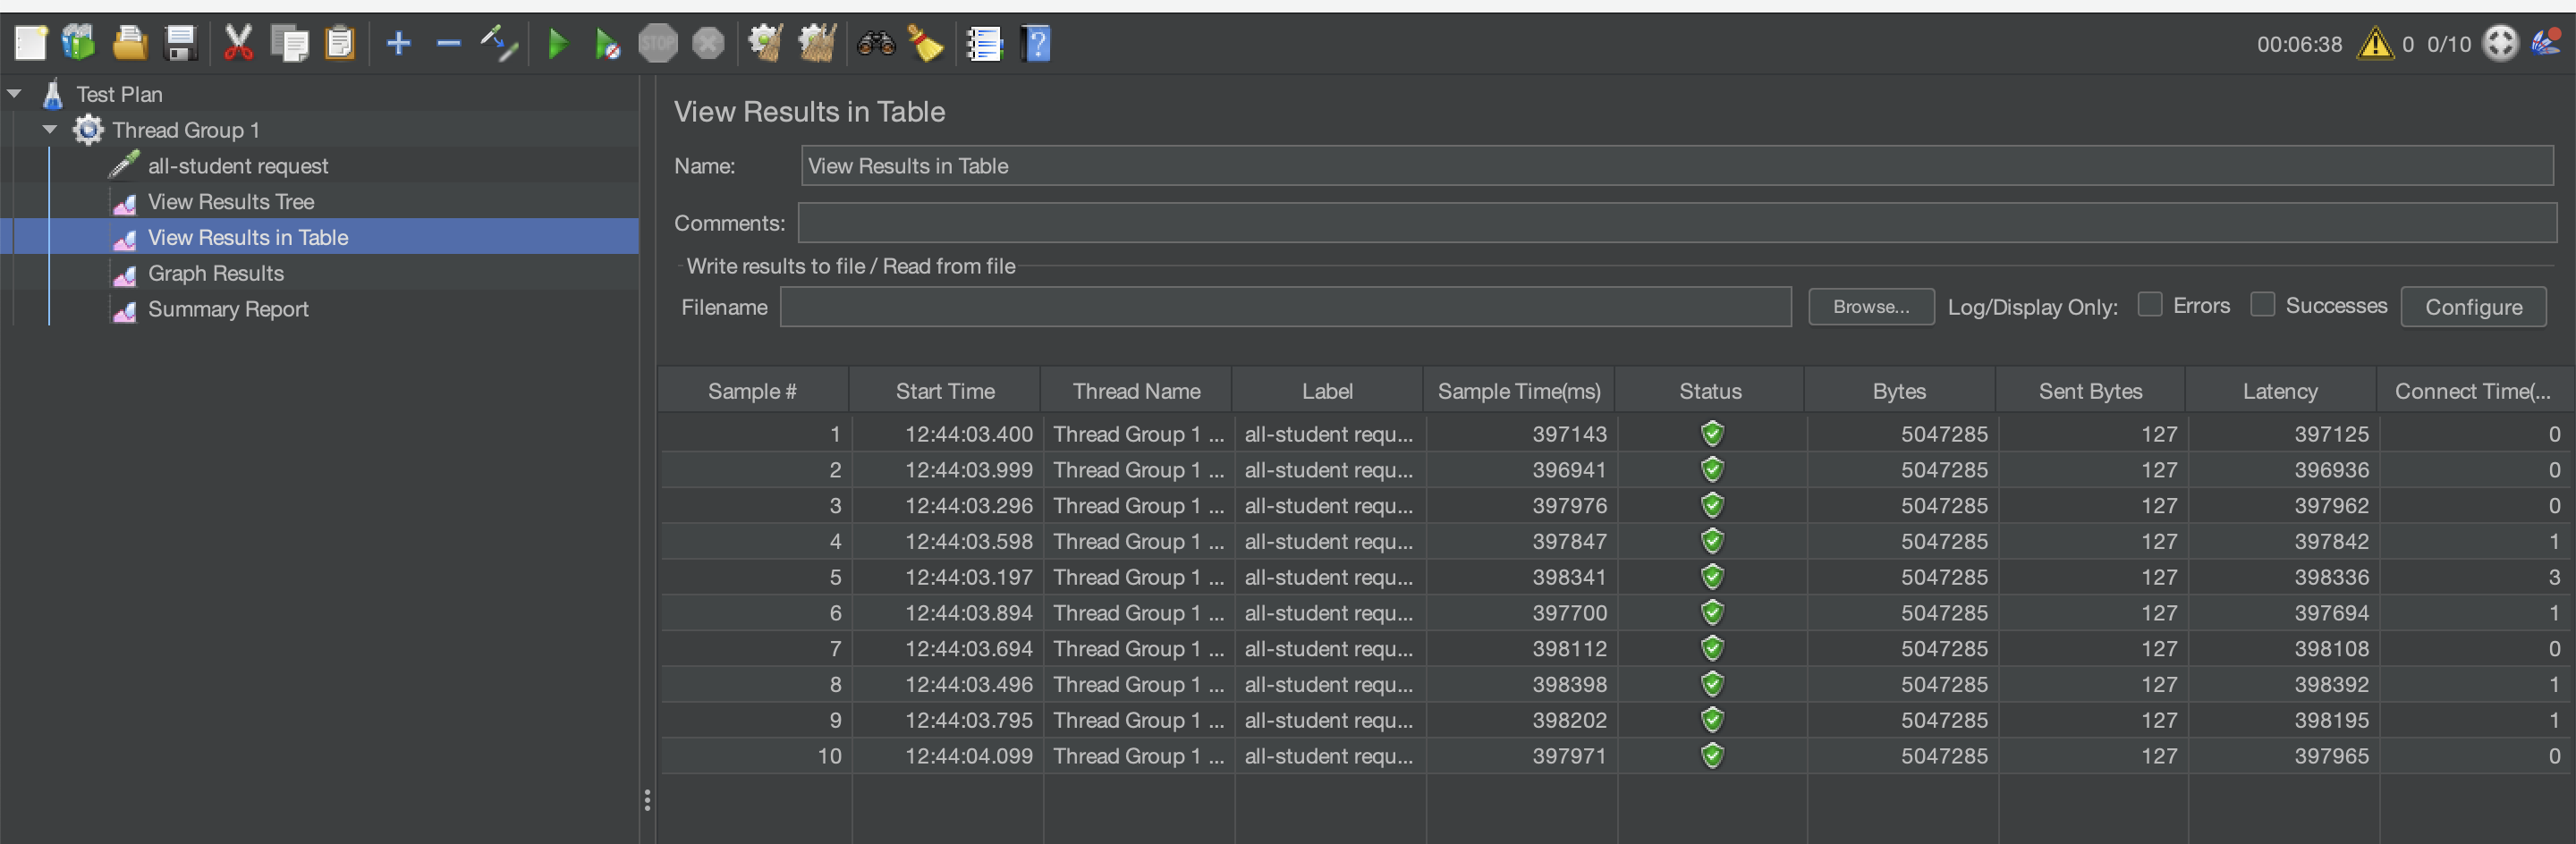 STOP
00:06:38 0 0/10
Test Plan
Thread Group 1
all-student request
View Results Tree
View Results in Table
Graph Results
Summary Report
View Results in Table
Name: View Results in Table
Comments:
Write results to file / Read from file
Filename Browse... Log/Display Only: Errors Successes Configure
Sample # Start Time Thread Name Label Sample Time(ms) Status Bytes Sent Bytes Latency Connect Time(...
1 12:44:03.400 Thread Group 1 ... all-student requ... 397143 5047285 127 397125 0
2 12:44:03.999 Thread Group 1 ... all-student requ... 396941 5047285 127 396936 0
3 12:44:03.296 Thread Group 1 ... all-student requ... 397976 5047285 127 397962 0
4 12:44:03.598 Thread Group 1 ... all-student requ... 397847 5047285 127 397842 1
5 12:44:03.197 Thread Group 1 ... all-student requ... 398341 5047285 127 398336 3
6 12:44:03.894 Thread Group 1 ... all-student requ... 397700 5047285 127 397694 1
7 12:44:03.694 Thread Group 1 ... all-student requ... 398112 5047285 127 398108 0
8 12:44:03.496 Thread Group 1 ... all-student requ... 398398 5047285 127 398392 1
9 12:44:03.795 Thread Group 1 ... all-student requ... 398202 5047285 127 398195 1
10 12:44:04.099 Thread Group 1 ... all-student requ... 397971 5047285 127 397965 0